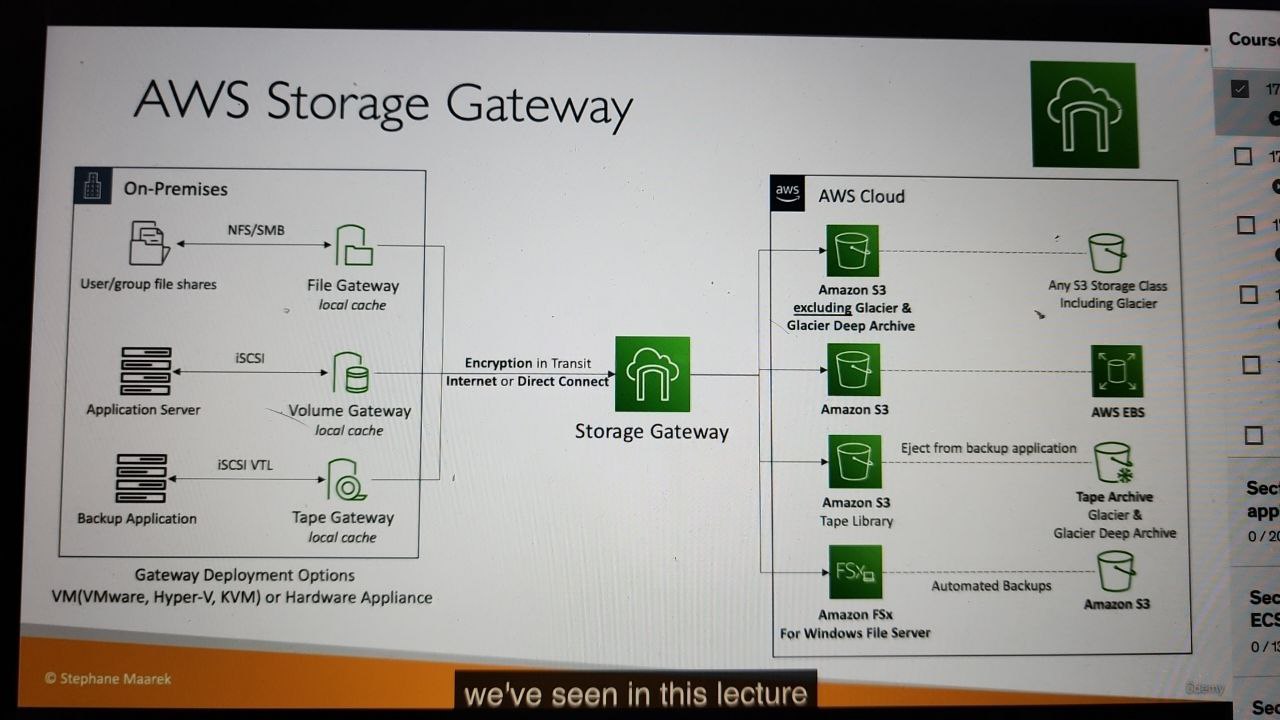 AWS Storage Gateway
On-Premises
NFS/SMB
User/group file shares
File Gateway
local cache
iSCSI
Application Server
Volume Gateway
local cache
iSCSI VTL
Backup Application
Tape Gateway
local cache
Gateway Deployment Options
VM(VMware, Hyper-V, KVM) or Hardware Appliance
Encryption in Transit
Internet or Direct Connect
Storage Gateway
aws
AWS Cloud
Amazon S3
excluding Glacier &
Glacier Deep Archive
Any S3 Storage Class
Including Glacier
Amazon S3
AWS EBS
Amazon S3
Tape Library
Eject from backup application
Tape Archive
Glacier &
Glacier Deep Archive
FSx
Amazon FSx
For Windows File Server
Automated Backups
Amazon S3
© Stephane Maarek
we've seen in this lecture
ûdemy
Course
17
17
Sect
app
0 / 20
Sec
ECS
0 / 13
Sec